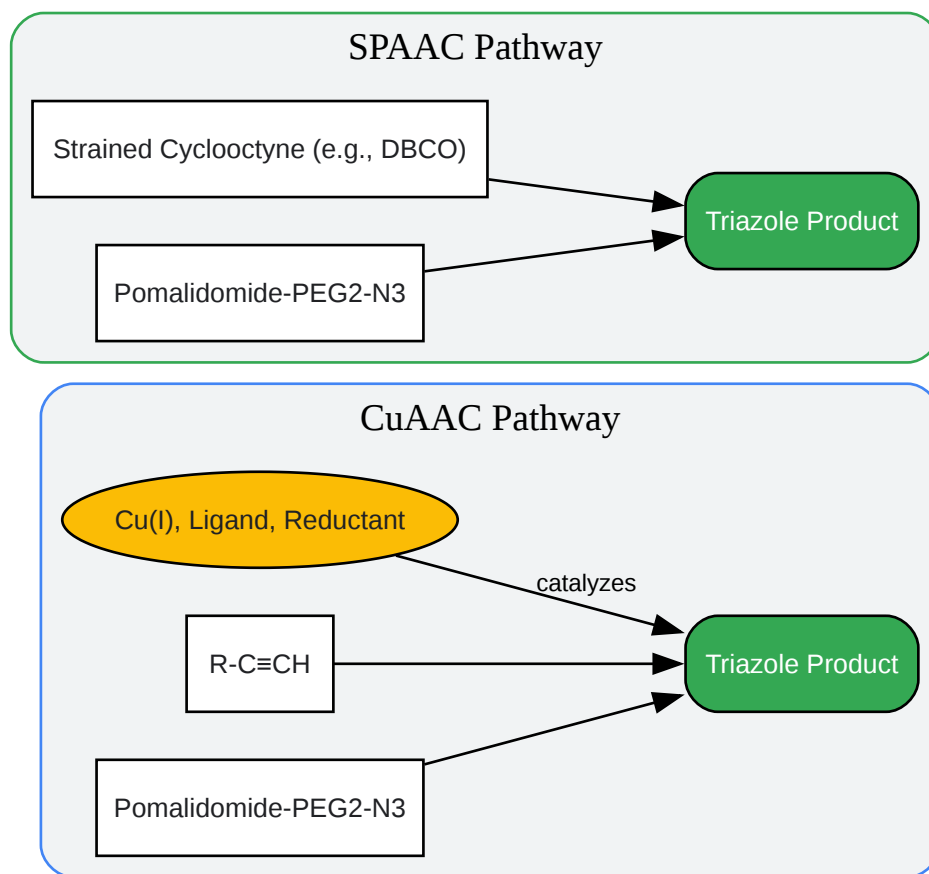 SPAAC Pathway
Strained Cyclooctyne (e.g., DBCO)
Triazole Product
Pomalidomide-PEG2-N3
CuAAC Pathway
Cu(I), Ligand, Reductant
catalyzes
R-C≡CH
Triazole Product
Pomalidomide-PEG2-N3